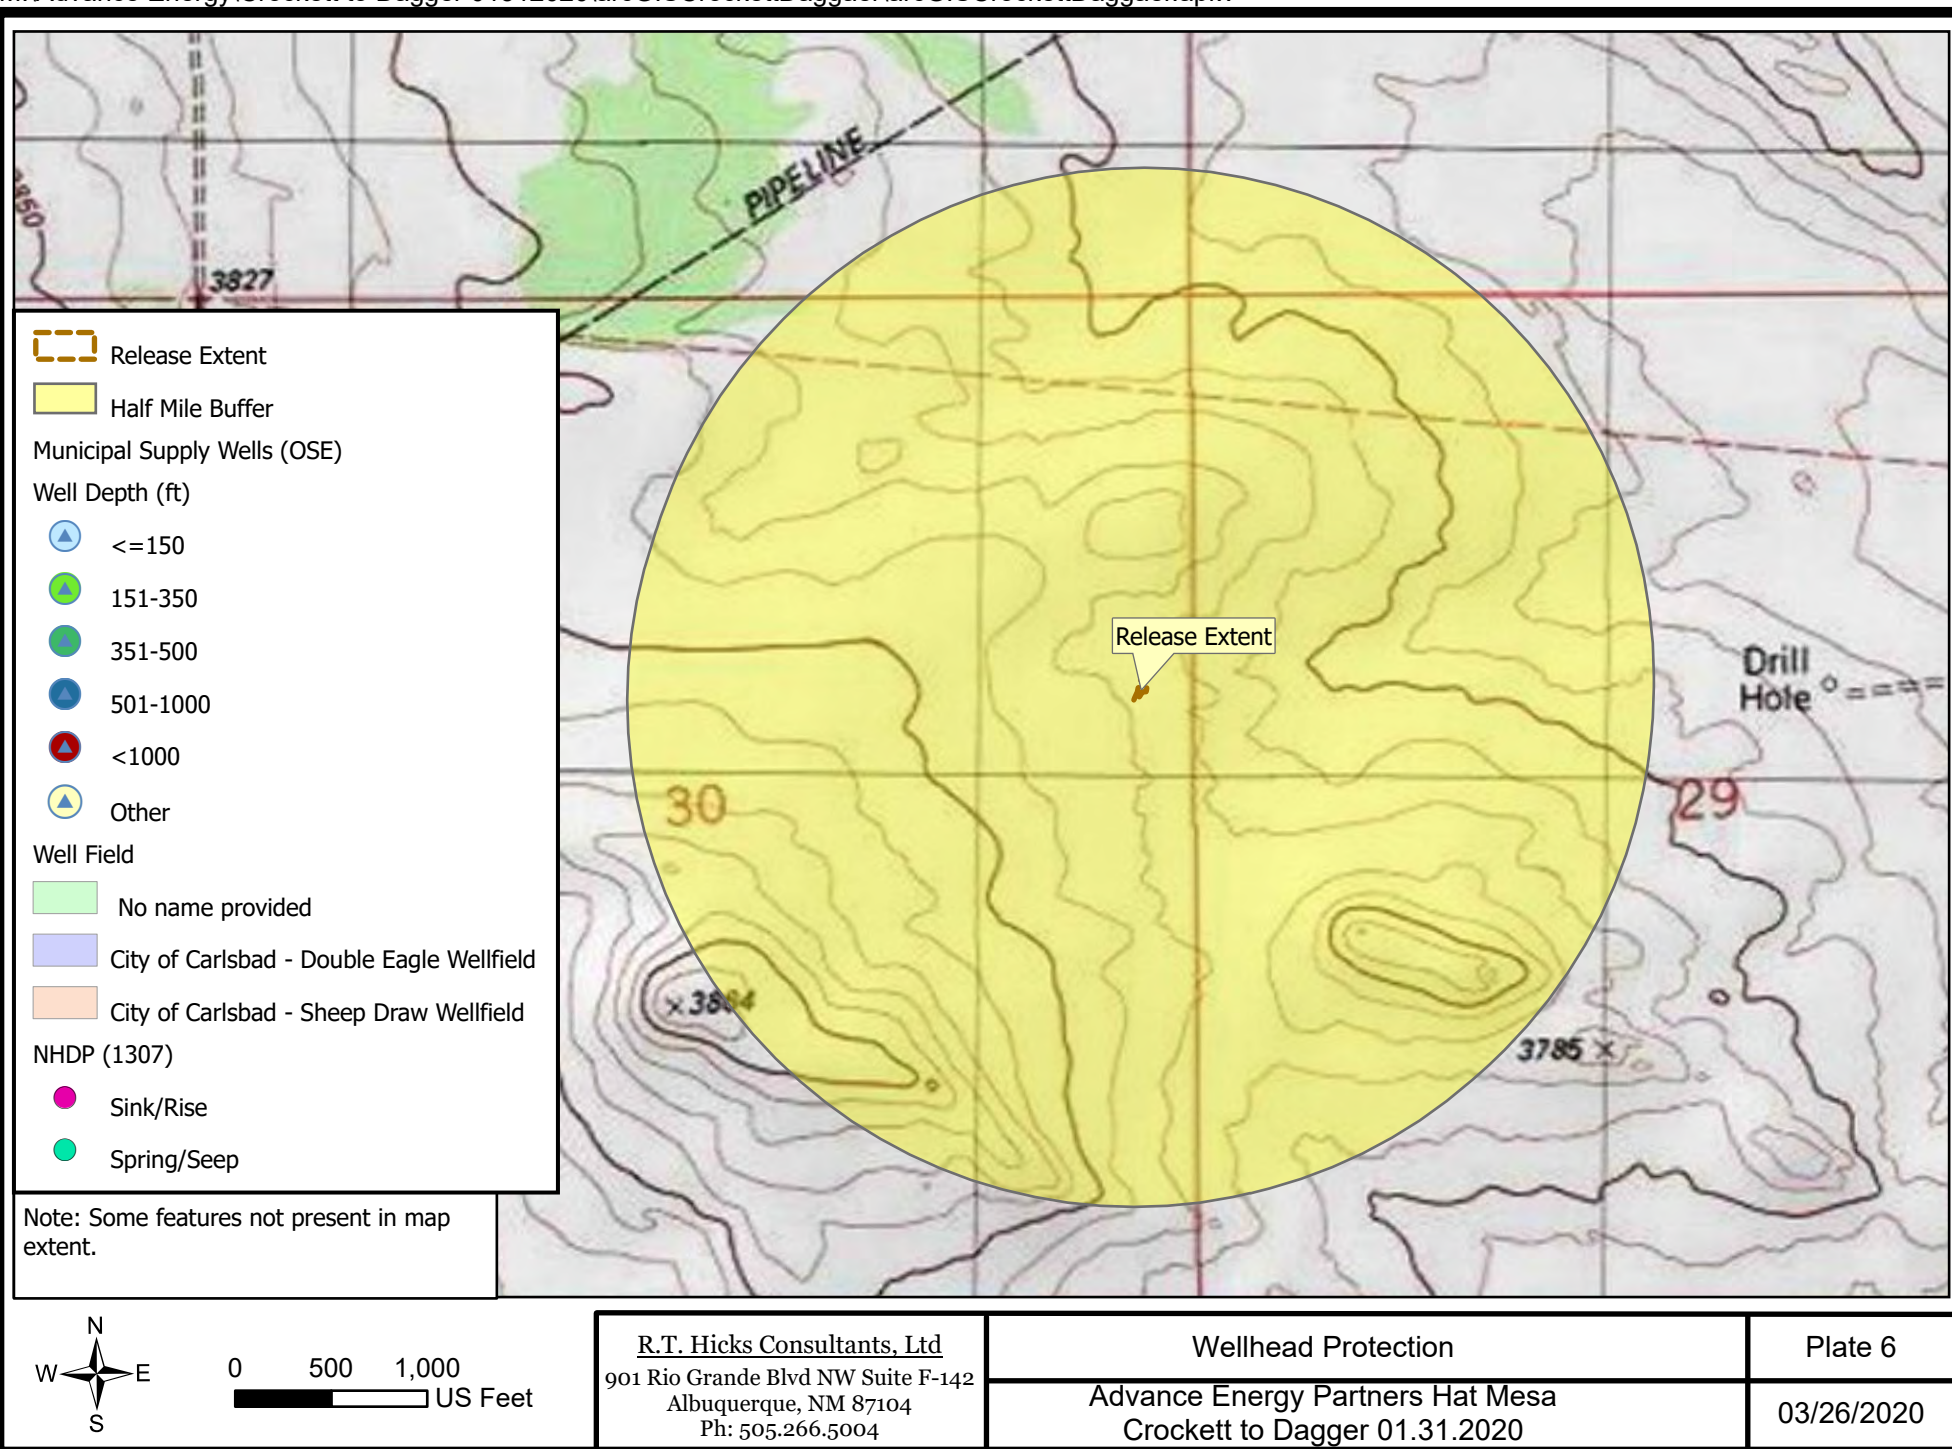 3827
PIPELINE
3850
Release Extent
Half Mile Buffer
Municipal Supply Wells (OSE)
Well Depth (ft)
<=150
151-350
351-500
501-1000
<1000
Other
Well Field
No name provided
City of Carlsbad - Double Eagle Wellfield
City of Carlsbad - Sheep Draw Wellfield
NHDP (1307)
Sink/Rise
Spring/Seep
Note: Some features not present in map
extent.
Release Extent
Drill
Hole
30
29
3785
N
W E
S
0 500 1,000
US Feet
R.T. Hicks Consultants, Ltd
901 Rio Grande Blvd NW Suite F-142
Albuquerque, NM 87104
Ph: 505.266.5004
Wellhead Protection
Advance Energy Partners Hat Mesa
Crockett to Dagger 01.31.2020
Plate 6
03/26/2020